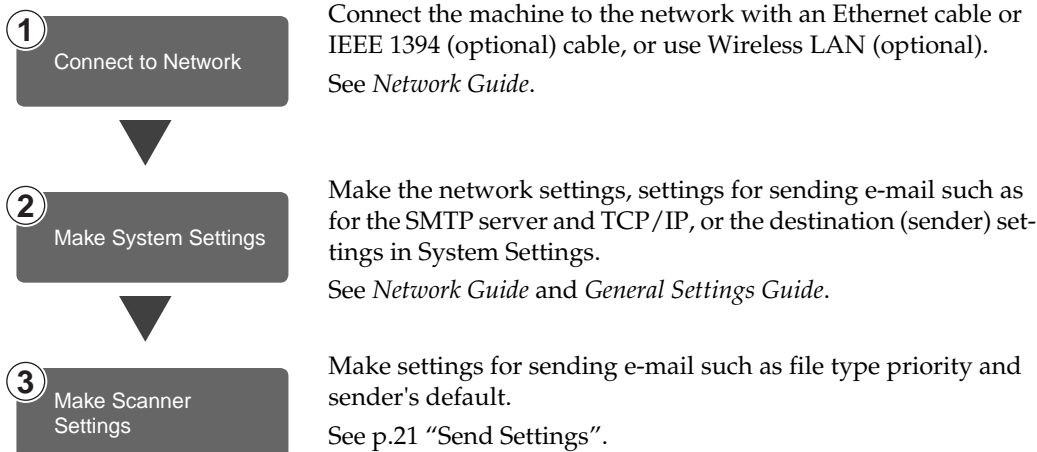 1
Connect to Network
Connect the machine to the network with an Ethernet cable or
IEEE 1394 (optional) cable, or use Wireless LAN (optional).
See Network Guide.
2
Make System Settings
Make the network settings, settings for sending e-mail such as
for the SMTP server and TCP/IP, or the destination (sender) set-
tings in System Settings.
See Network Guide and General Settings Guide.
3
Make Scanner
Settings
Make settings for sending e-mail such as file type priority and
sender's default.
See p.21 “Send Settings”.